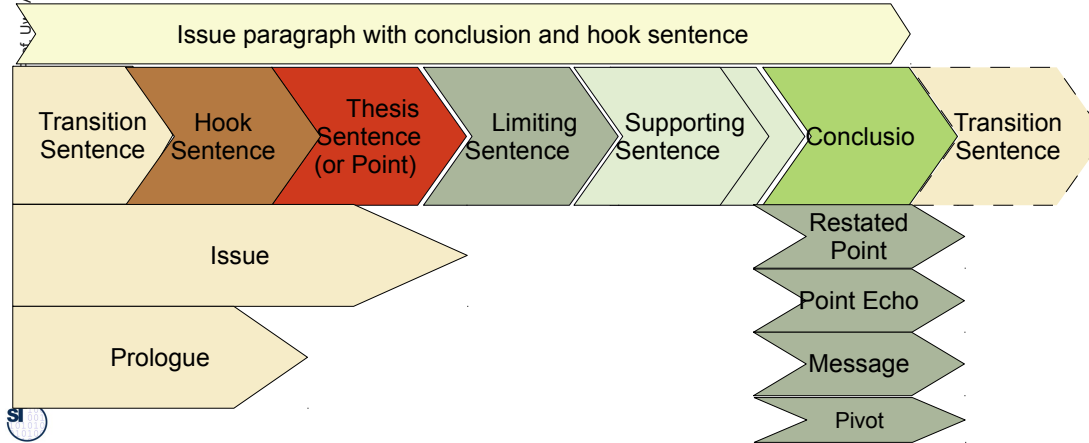 Issue paragraph with conclusion and hook sentence
Transition
Sentence
Hook
Sentence
Thesis
Sentence
(or Point)
Limiting
Sentence
Supporting
Sentence
Conclusio
Transition
Sentence
Issue
Prologue
Restated
Point
Point Echo
Message
Pivot
SI